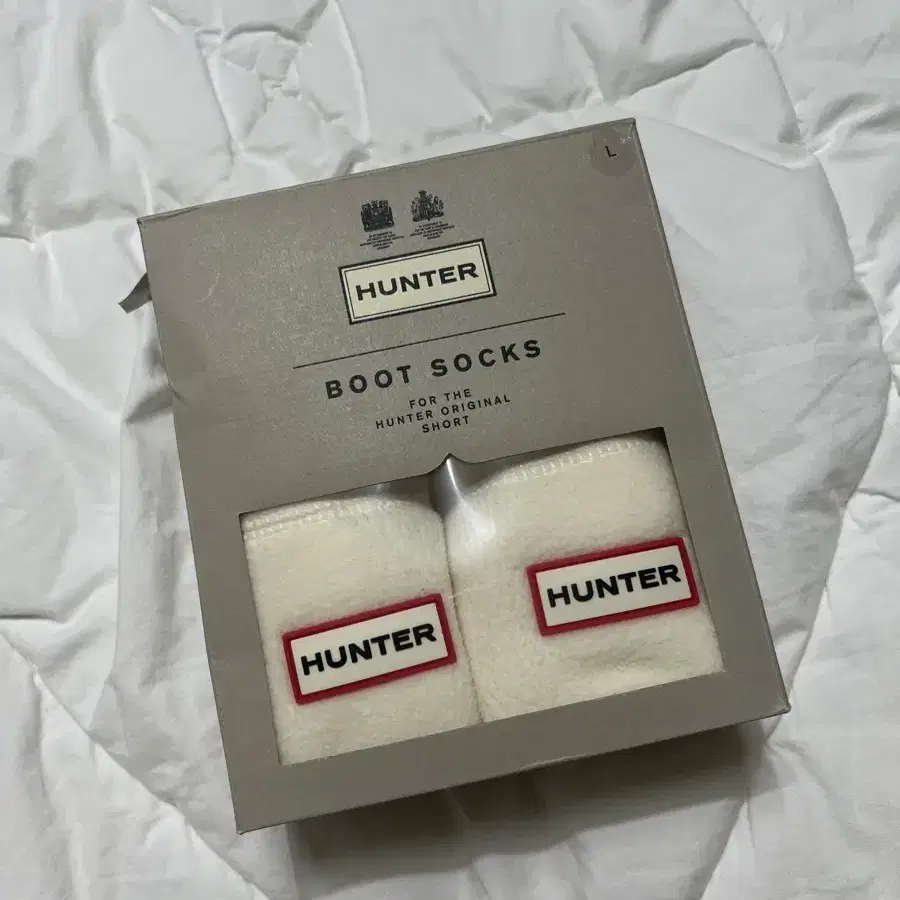 L
HUNTER
BOOT SOCKS
FOR THE
HUNTER ORIGINAL
SHORT
HUNTER
HUNTER